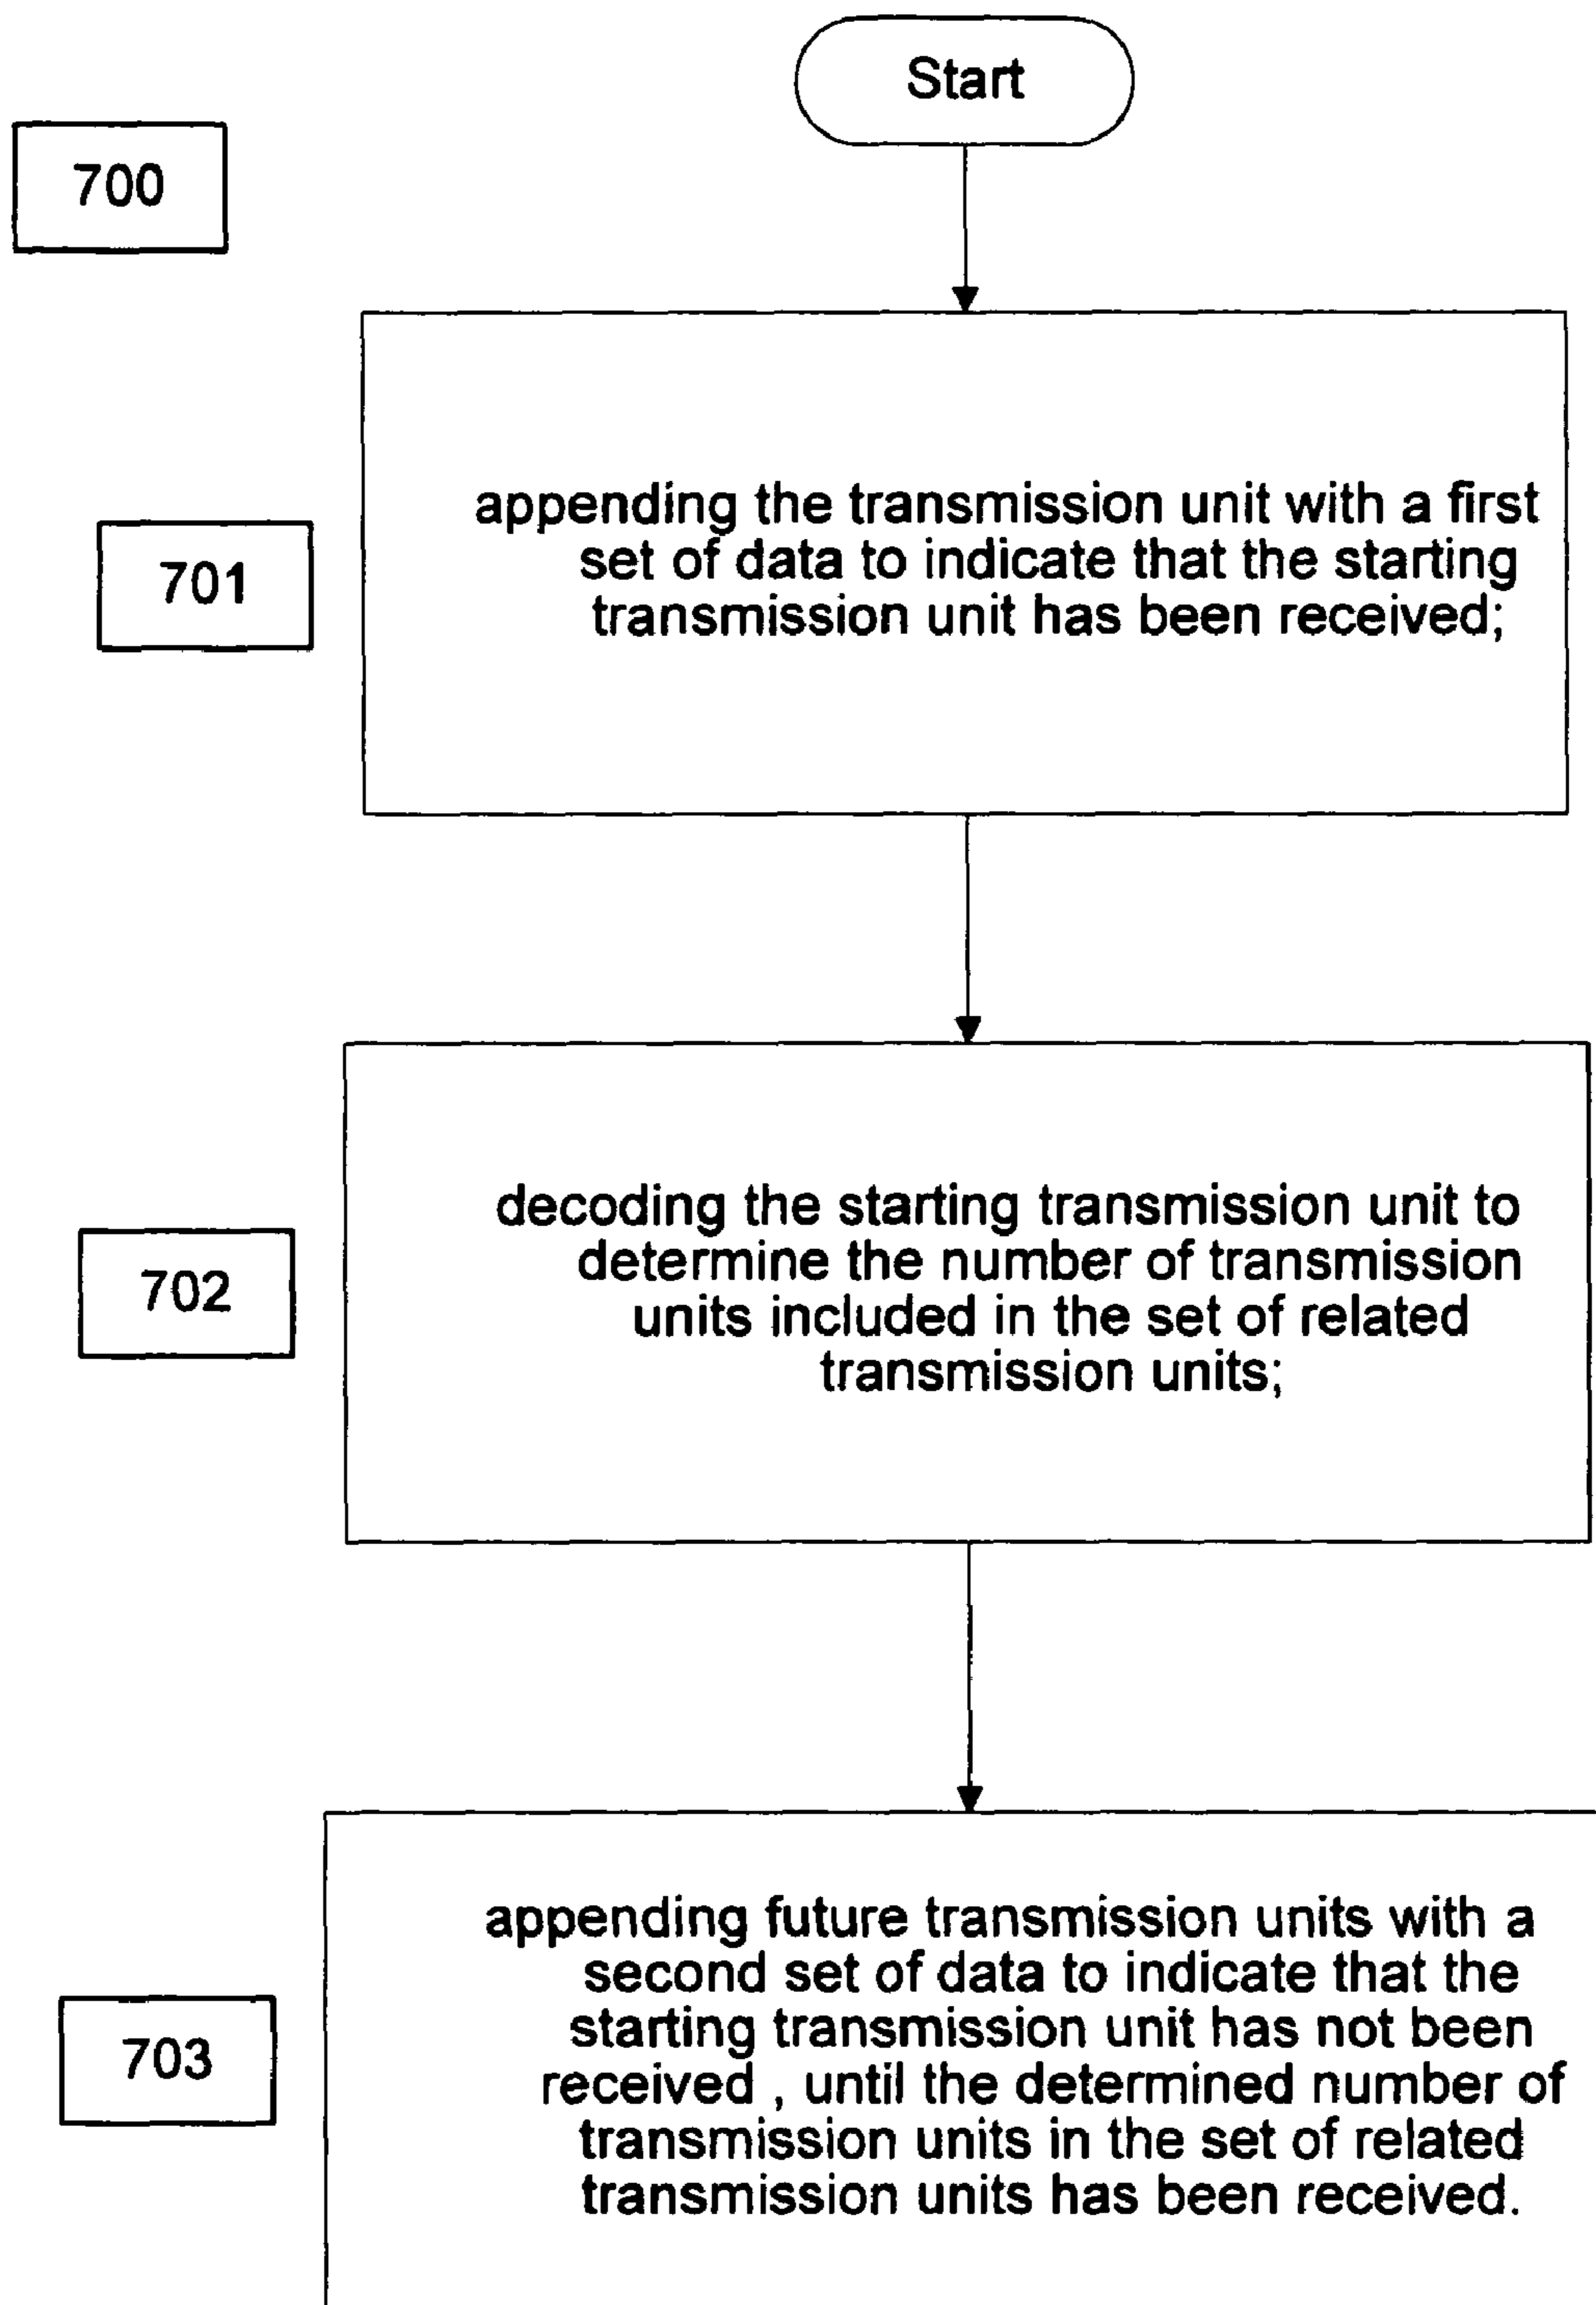 Start
700
appending the transmission unit with a first
set of data to indicate that the starting
transmission unit has been received;
701
decoding the starting transmission unit to
determine the number of transmission
units included in the set of related
transmission units;
702
appending future transmission units with a
second set of data to indicate that the
starting transmission unit has not been
received , until the determined number of
transmission units in the set of related
transmission units has been received.
703